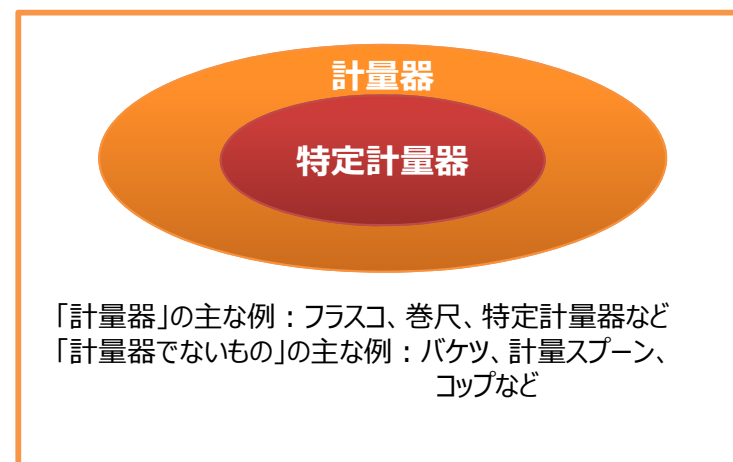 計量器
特定計量器
「計量器」の主な例：フラスコ、巻尺、特定計量器など
「計量器でないもの」の主な例：バケツ、計量スプーン、
コップなど